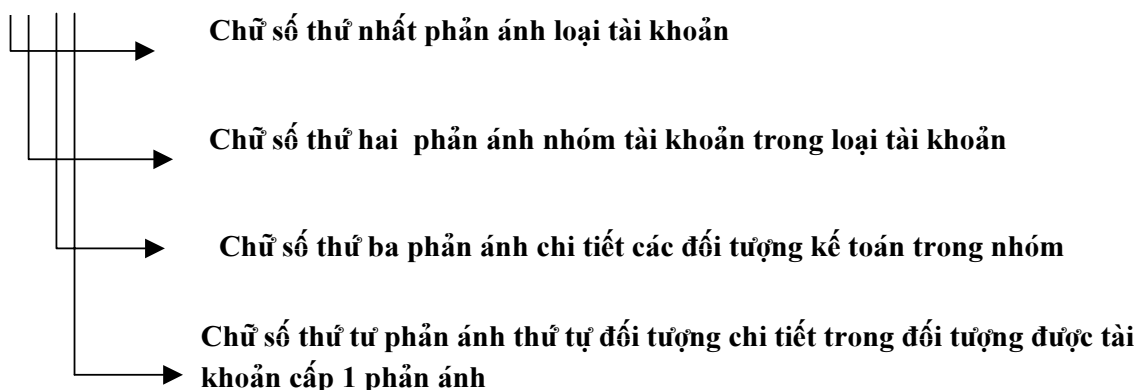 Chữ số thứ nhất phản ánh loại tài khoản
Chữ số thứ hai phản ánh nhóm tài khoản trong loại tài khoản
Chữ số thứ ba phản ánh chi tiết các đối tượng kế toán trong nhóm
Chữ số thứ tư phản ánh thứ tự đối tượng chi tiết trong đối tượng được tài
khoản cấp 1 phản ánh